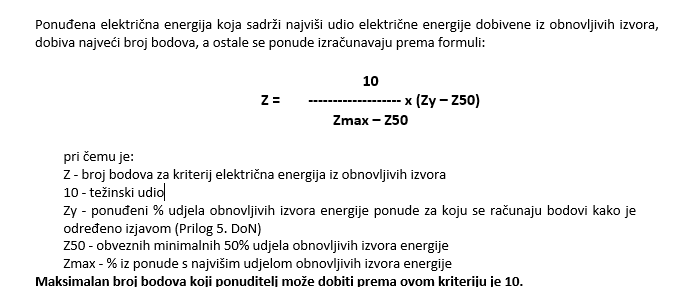 Ponuđena električna energija koja sadrži najviši udio električne energije dobivene iz obnovljivih izvora,
dobiva najveći broj bodova, a ostale se ponude izračunavaju prema formuli:
10
Z = ------------------- x (Zy – Z50)
Zmax – Z50
pri čemu je:
Z - broj bodova za kriterij električna energija iz obnovljivih izvora
10 - težinski udio
Zy - ponuđeni % udjela obnovljivih izvora energije ponude za koju se računaju bodovi kako je
određeno izjavom (Prilog 5. DoN)
Z50 - obveznih minimalnih 50% udjela obnovljivih izvora energije
Zmax - % iz ponude s najvišim udjelom obnovljivih izvora energije
Maksimalan broj bodova koji ponuditelj može dobiti prema ovom kriteriju je 10.